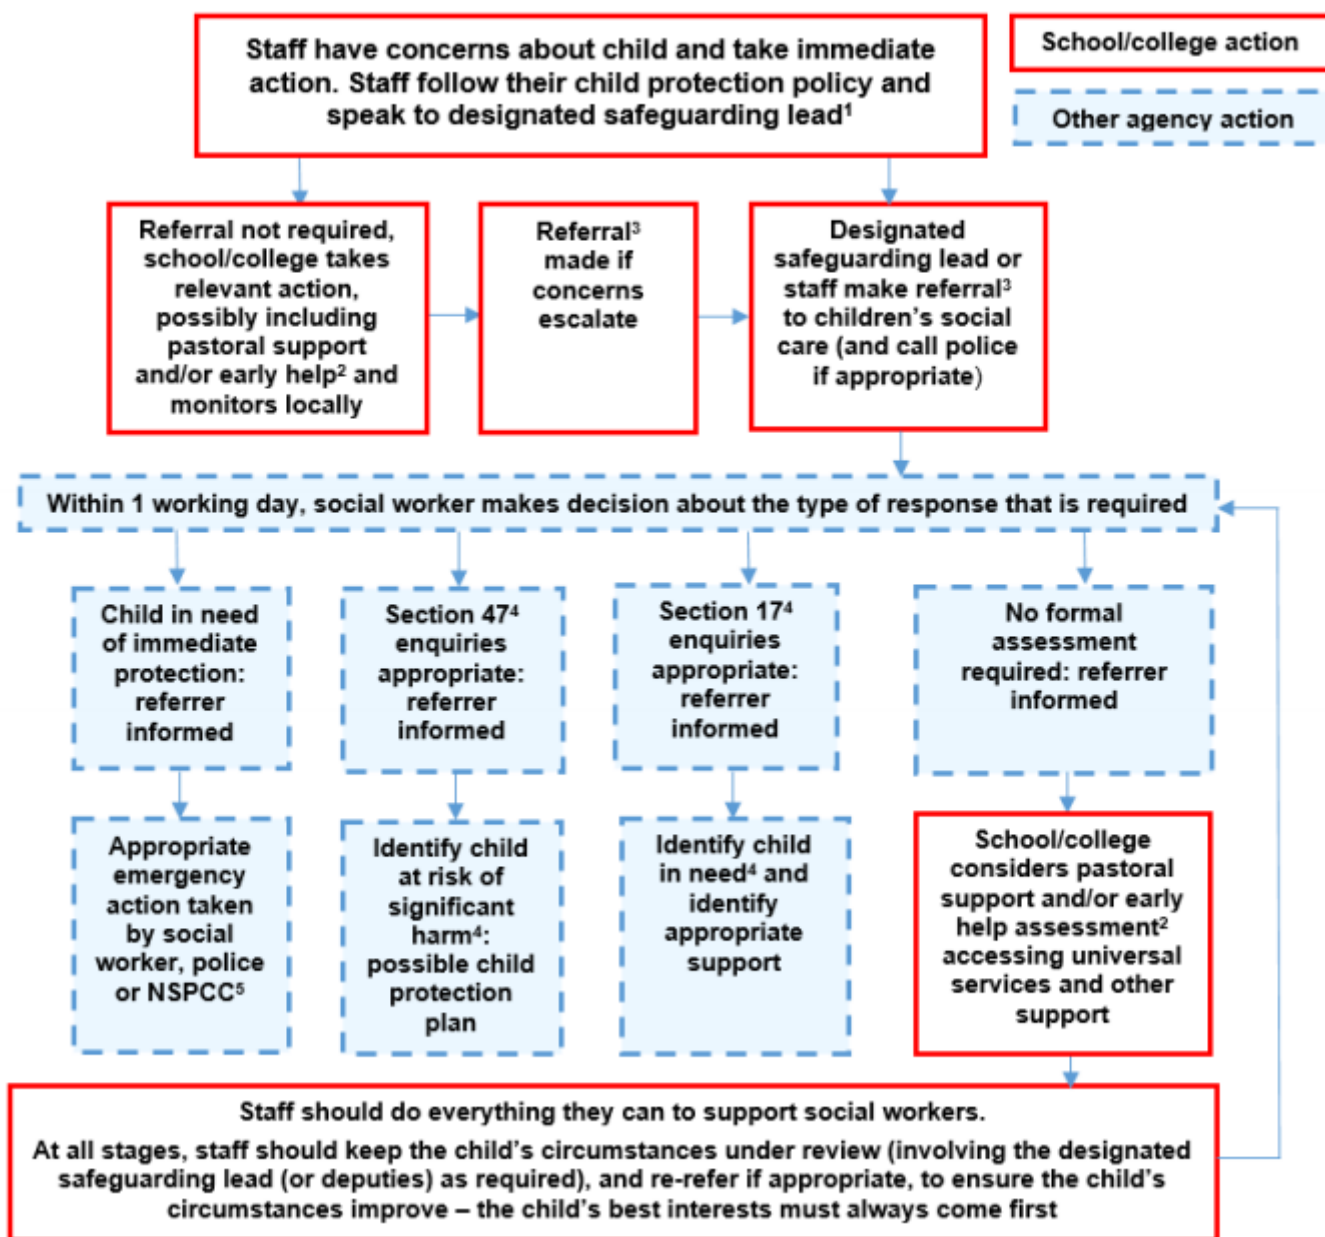 Staff have concerns about child and take immediate
action. Staff follow their child protection policy and
speak to designated safeguarding lead¹
School/college action
Other agency action
Referral not required,
school/college takes
relevant action,
possibly including
pastoral support
and/or early help² and
monitors locally
Referral³
made if
concerns
escalate
Designated
safeguarding lead or
staff make referral³
to children’s social
care (and call police
if appropriate)
Within 1 working day, social worker makes decision about the type of response that is required
Child in need
of immediate
protection:
referrer
informed
Section 47⁴
enquiries
appropriate:
referrer
informed
Section 17⁴
enquiries
appropriate:
referrer
informed
No formal
assessment
required: referrer
informed
Appropriate
emergency
action taken
by social
worker, police
or NSPCC⁵
Identify child
at risk of
significant
harm⁴:
possible child
protection
plan
Identify child
in need⁴ and
identify
appropriate
support
School/college
considers pastoral
support and/or early
help assessment²
accessing universal
services and other
support
Staff should do everything they can to support social workers.
At all stages, staff should keep the child’s circumstances under review (involving the designated
safeguarding lead (or deputies) as required), and re-refer if appropriate, to ensure the child’s
circumstances improve – the child’s best interests must always come first